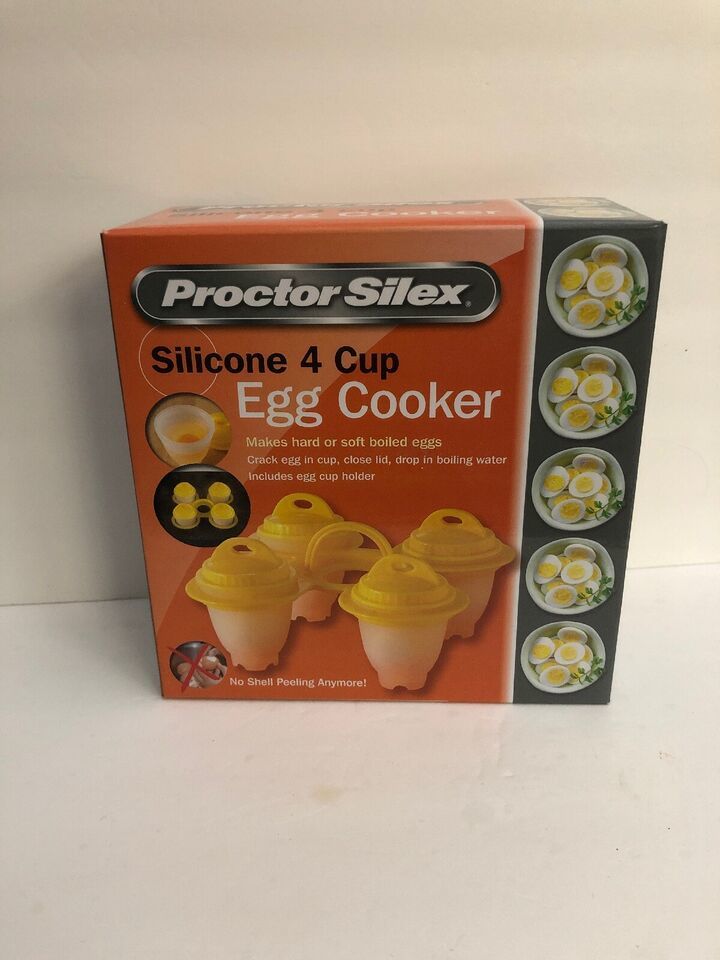 Egg Cooker
Proctor Silex®
Silicone 4 Cup
Egg Cooker
Makes hard or soft boiled eggs
Crack egg in cup, close lid, drop in boiling water
Includes egg cup holder
No Shell Peeling Anymore!